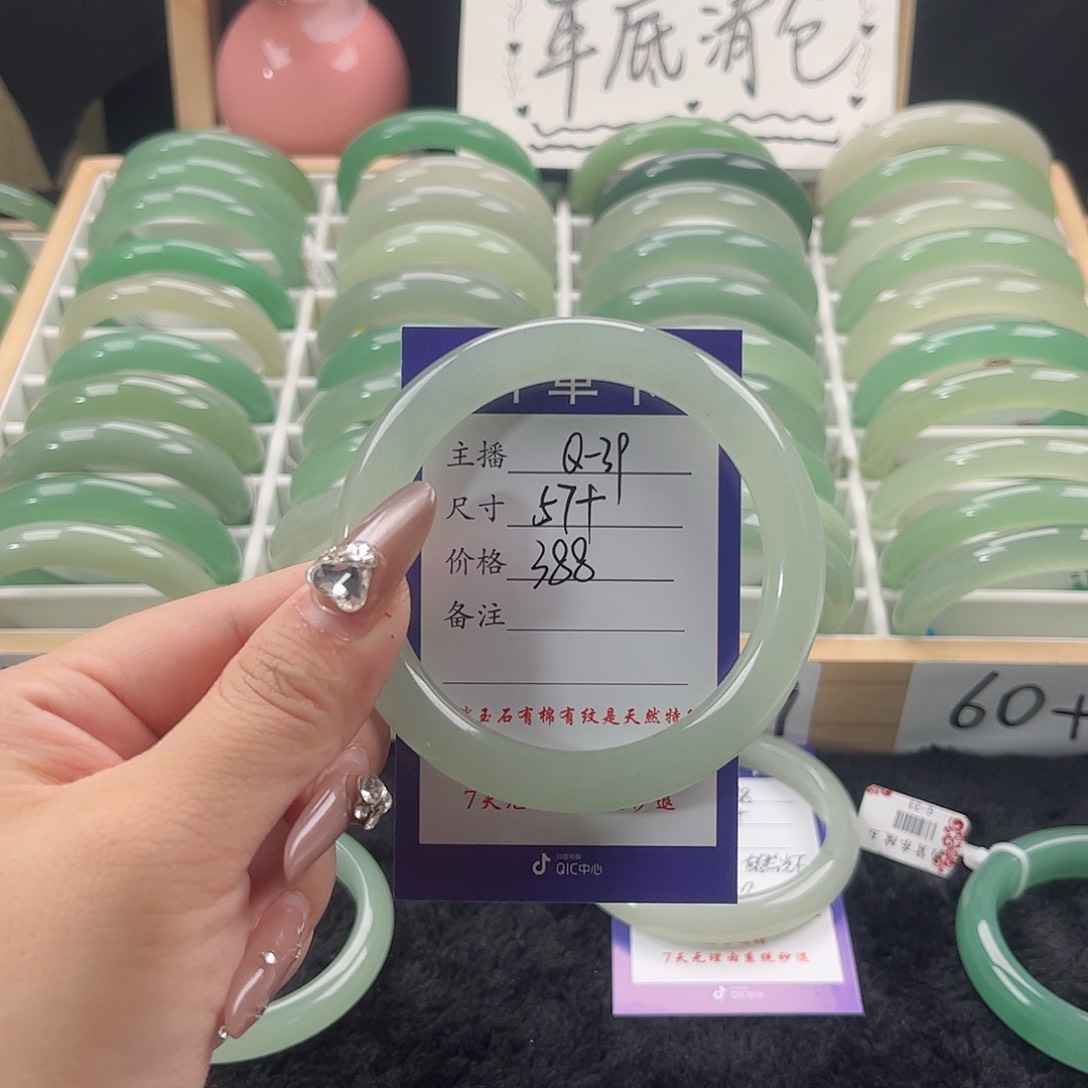 年底清仓
主播 Q-39
尺寸 57+
价格 388
备注
玉石有棉有纹是天然特
7天无
QIC中心
60+
7天无理由系统秒退
QIC中心